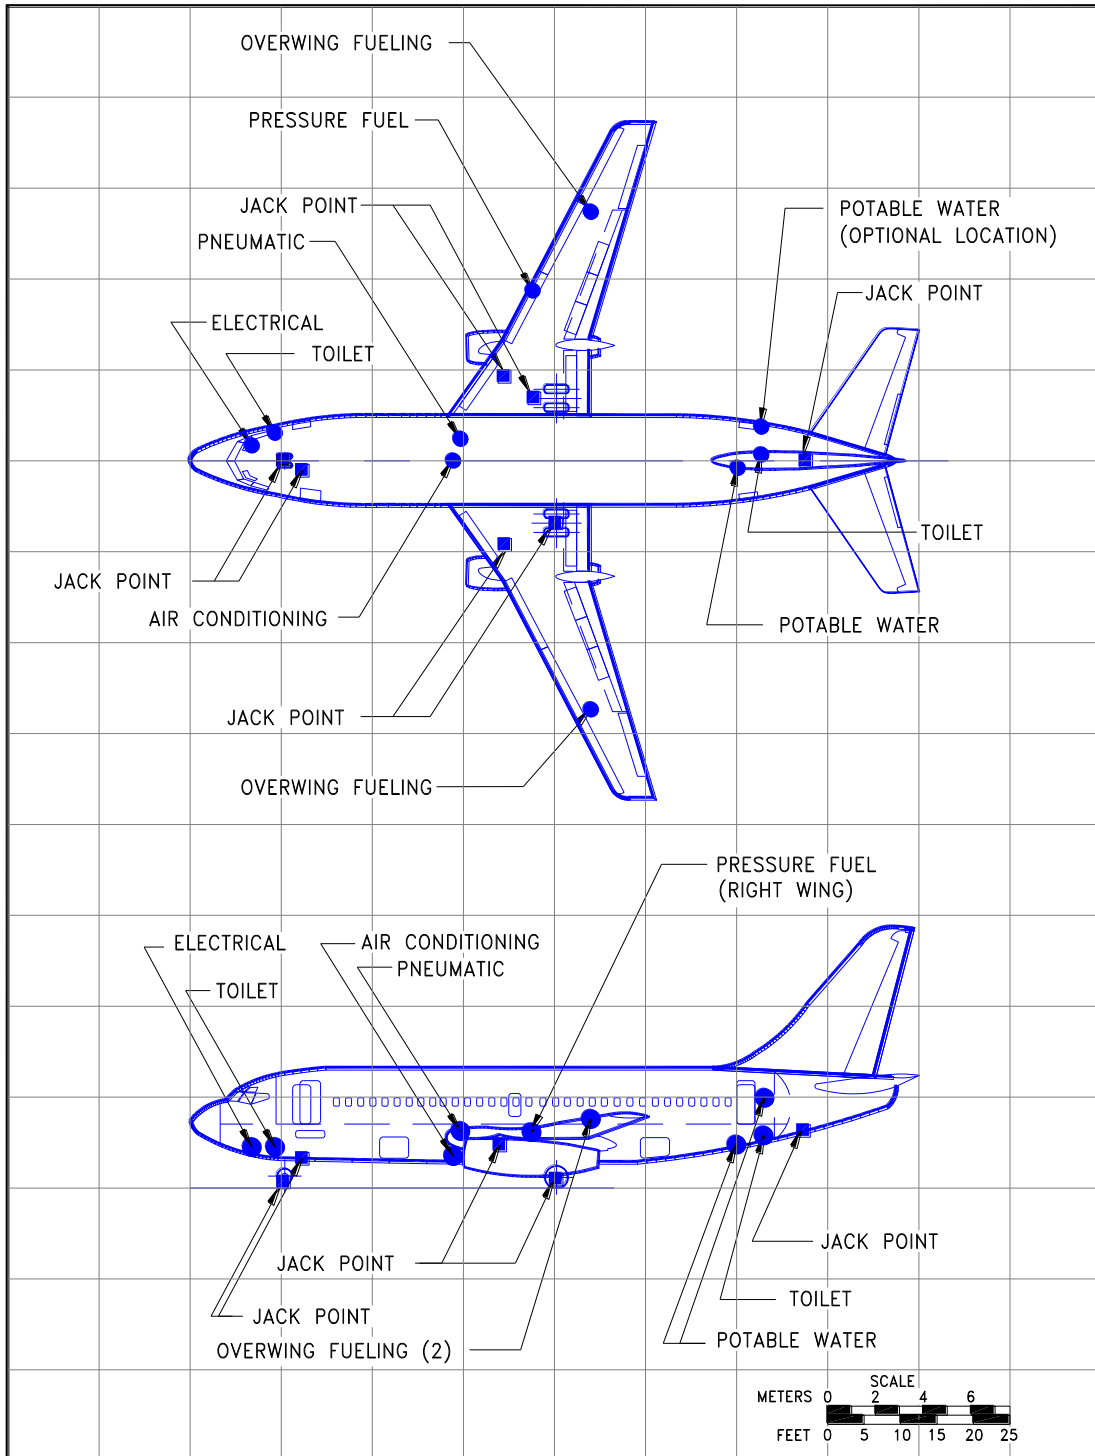 OVERWING FUELING
PRESSURE FUEL
JACK POINT
PNEUMATIC
POTABLE WATER
(OPTIONAL LOCATION)
JACK POINT
ELECTRICAL
TOILET
TOILET
JACK POINT
AIR CONDITIONING
POTABLE WATER
JACK POINT
OVERWING FUELING
PRESSURE FUEL
(RIGHT WING)
ELECTRICAL
AIR CONDITIONING
PNEUMATIC
TOILET
JACK POINT
JACK POINT
TOILET
JACK POINT
POTABLE WATER
OVERWING FUELING (2)
SCALE
METERS 0 2 4 6
FEET 0 5 10 15 20 25